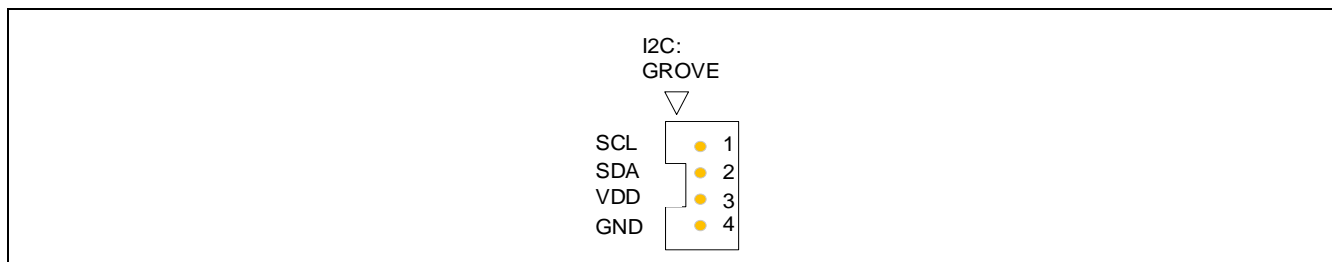 I2C:
GROVE
SCL 1
SDA 2
VDD 3
GND 4